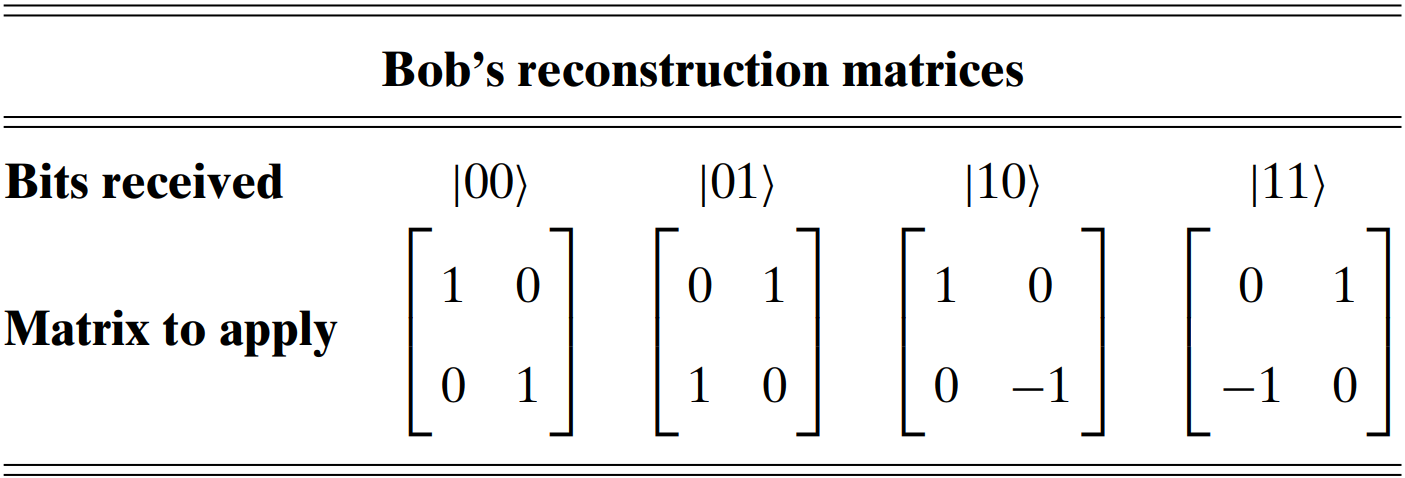 Bob’s reconstruction matrices
Bits received |00⟩ |01⟩ |10⟩ |11⟩
1 0 0 1 1 0 0 1
Matrix to apply
0 1 1 0 0 −1 −1 0